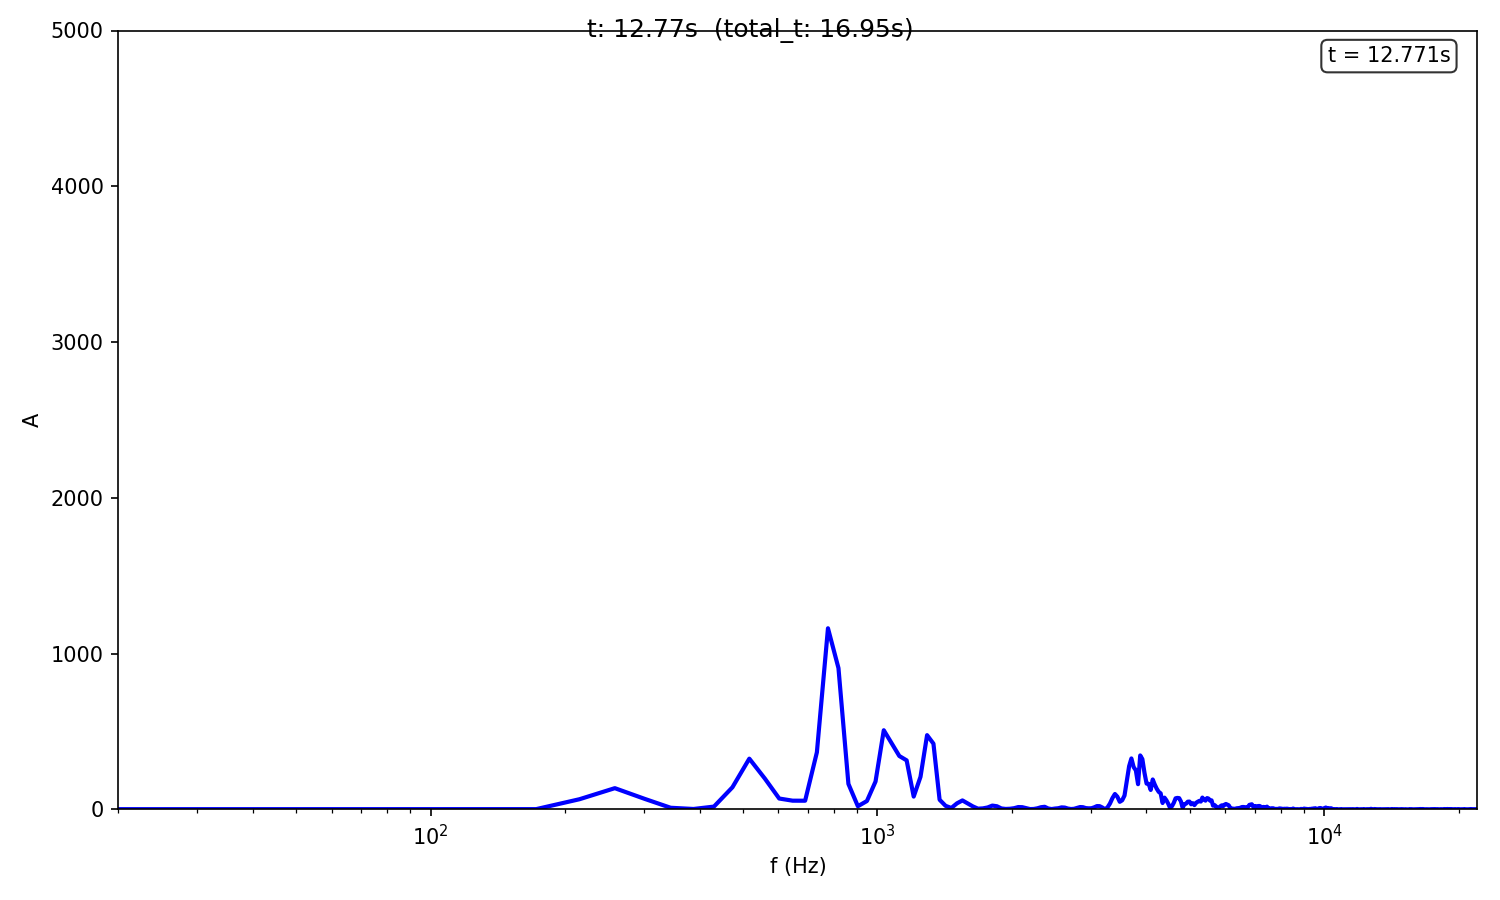 t: 12.77s (total_t: 16.95s)
t = 12.771s
5000
4000
3000
2000
1000
0
A
10²
10³
10⁴
f (Hz)